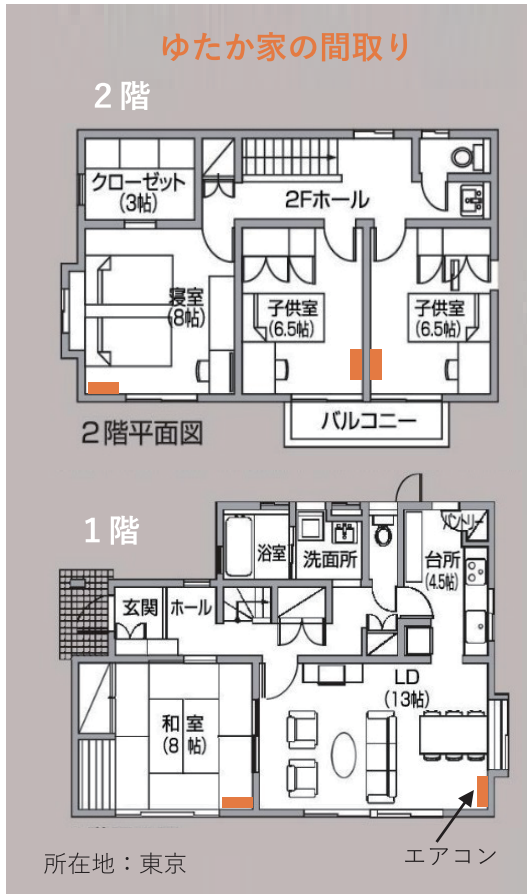 ゆたか家の間取り
2階
クローゼット
(3帖)
2Fホール
寝室
(8帖)
子供室
(6.5帖)
子供室
(6.5帖)
バルコニー
2階平面図
1階
浴室
洗面所
パントリー
台所
(4.5帖)
玄関
ホール
LD
(13帖)
和室
(8帖)
エアコン
所在地：東京